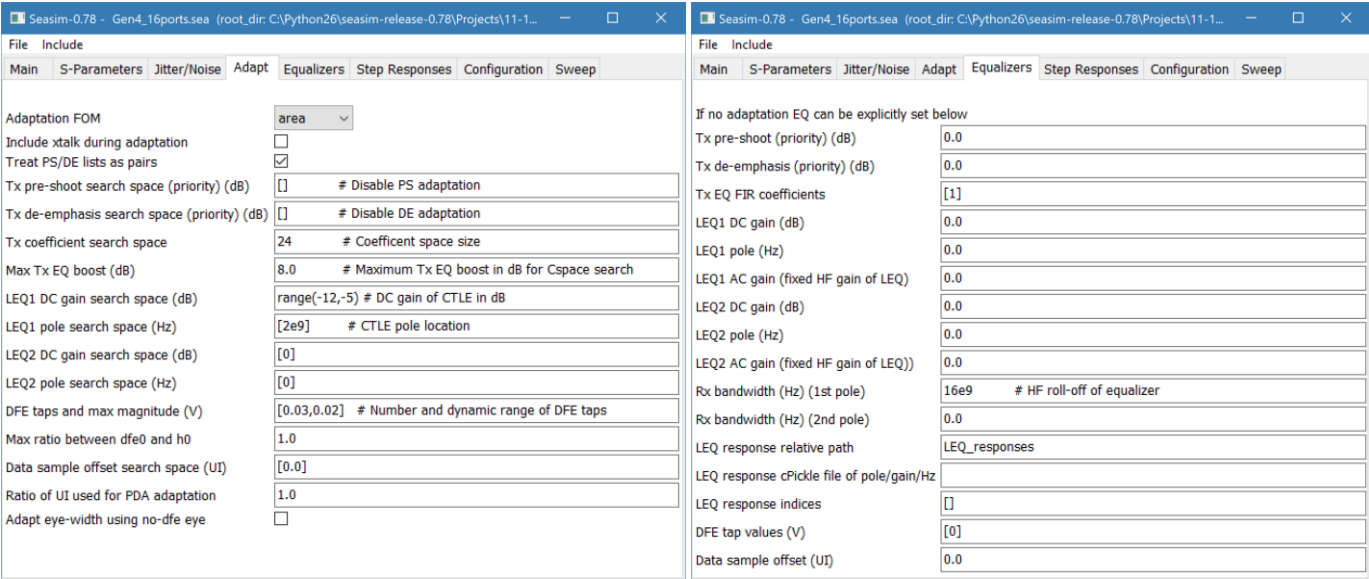 Seasim-0.78 - Gen4_16ports.sea (root_dir: C:\Python26\seasim-release-0.78\Projects\11-1...
File Include
Main S-Parameters Jitter/Noise Adapt Equalizers Step Responses Configuration Sweep
Adaptation FOM area
Include xtalk during adaptation
Treat PS/DE lists as pairs
Tx pre-shoot search space (priority) (dB) [] # Disable PS adaptation
Tx de-emphasis search space (priority) (dB) [] # Disable DE adaptation
Tx coefficient search space 24 # Coefficent space size
Max Tx EQ boost (dB) 8.0 # Maximum Tx EQ boost in dB for Cspace search
LEQ1 DC gain search space (dB) range(-12,-5) # DC gain of CTLE in dB
LEQ1 pole search space (Hz) [2e9] # CTLE pole location
LEQ2 DC gain search space (dB) [0]
LEQ2 pole search space (Hz) [0]
DFE taps and max magnitude (V) [0.03,0.02] # Number and dynamic range of DFE taps
Max ratio between dfe0 and h0 1.0
Data sample offset search space (UI) [0.0]
Ratio of UI used for PDA adaptation 1.0
Adapt eye-width using no-dfe eye
Seasim-0.78 - Gen4_16ports.sea (root_dir: C:\Python26\seasim-release-0.78\Projects\11-1...
File Include
Main S-Parameters Jitter/Noise Adapt Equalizers Step Responses Configuration Sweep
If no adaptation EQ can be explicitly set below
Tx pre-shoot (priority) (dB) 0.0
Tx de-emphasis (priority) (dB) 0.0
Tx EQ FIR coefficients [1]
LEQ1 DC gain (dB) 0.0
LEQ1 pole (Hz) 0.0
LEQ1 AC gain (fixed HF gain of LEQ) 0.0
LEQ2 DC gain (dB) 0.0
LEQ2 pole (Hz) 0.0
LEQ2 AC gain (fixed HF gain of LEQ)) 0.0
Rx bandwidth (Hz) (1st pole) 16e9 # HF roll-off of equalizer
Rx bandwidth (Hz) (2nd pole) 0.0
LEQ response relative path LEQ_responses
LEQ response cPickle file of pole/gain/Hz
LEQ response indices []
DFE tap values (V) [0]
Data sample offset (UI) 0.0